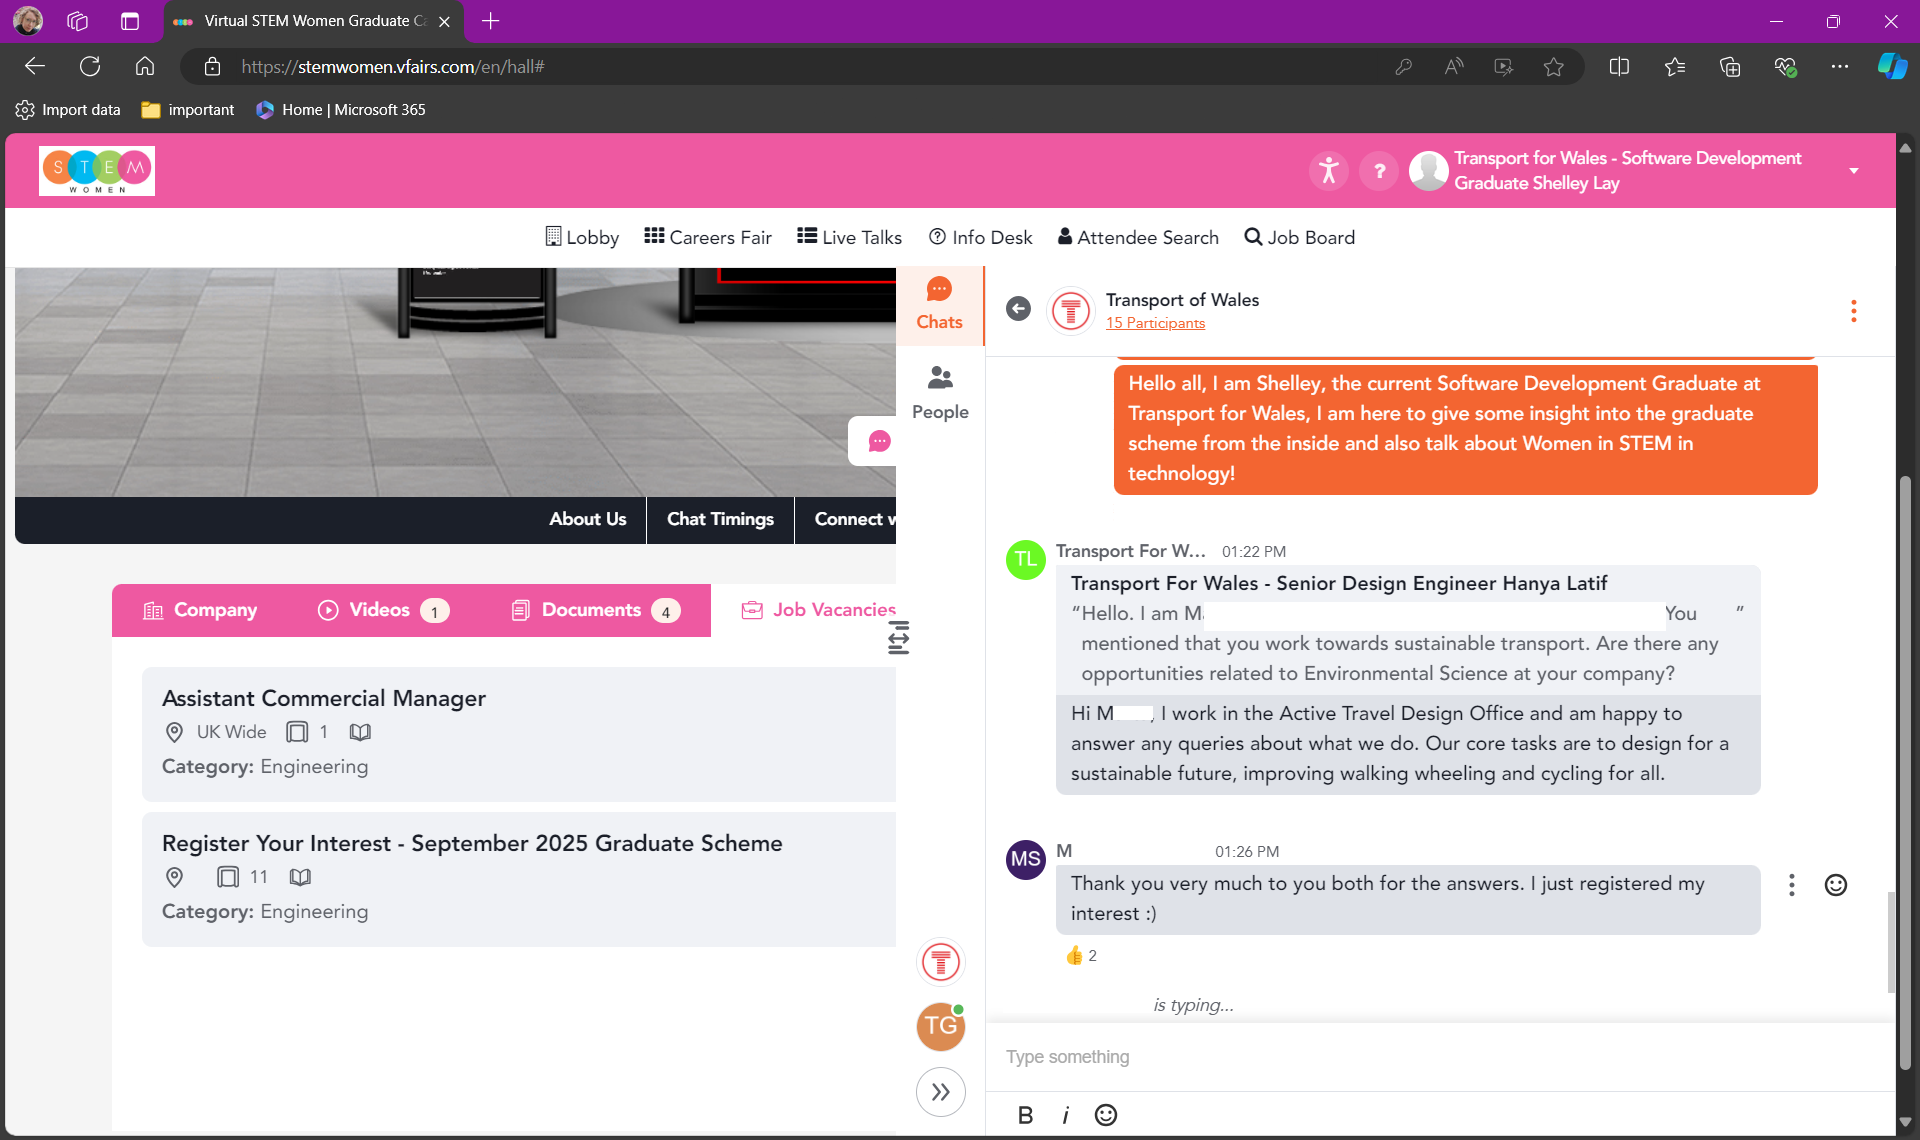 Virtual STEM Women Graduate Ca
https://stemwomen.vfairs.com/en/hall#
Import data
important
Home | Microsoft 365
STEM
WOMEN
?
Transport for Wales - Software Development
Graduate Shelley Lay
Lobby
Careers Fair
Live Talks
Info Desk
Attendee Search
Job Board
About Us
Chat Timings
Connect w
Company
Videos 1
Documents 4
Job Vacancies
Assistant Commercial Manager
UK Wide 1
Category: Engineering
Register Your Interest - September 2025 Graduate Scheme
11
Category: Engineering
Chats
People
T
TG
Transport of Wales
15 Participants
Hello all, I am Shelley, the current Software Development Graduate at
Transport for Wales, I am here to give some insight into the graduate
scheme from the inside and also talk about Women in STEM in
technology!
TL
Transport For W... 01:22 PM
Transport For Wales - Senior Design Engineer Hanya Latif
“Hello. I am M You ”
mentioned that you work towards sustainable transport. Are there any
opportunities related to Environmental Science at your company?
Hi M , I work in the Active Travel Design Office and am happy to
answer any queries about what we do. Our core tasks are to design for a
sustainable future, improving walking wheeling and cycling for all.
MS
M 01:26 PM
Thank you very much to you both for the answers. I just registered my
interest :)
2
is typing...
Type something
B i